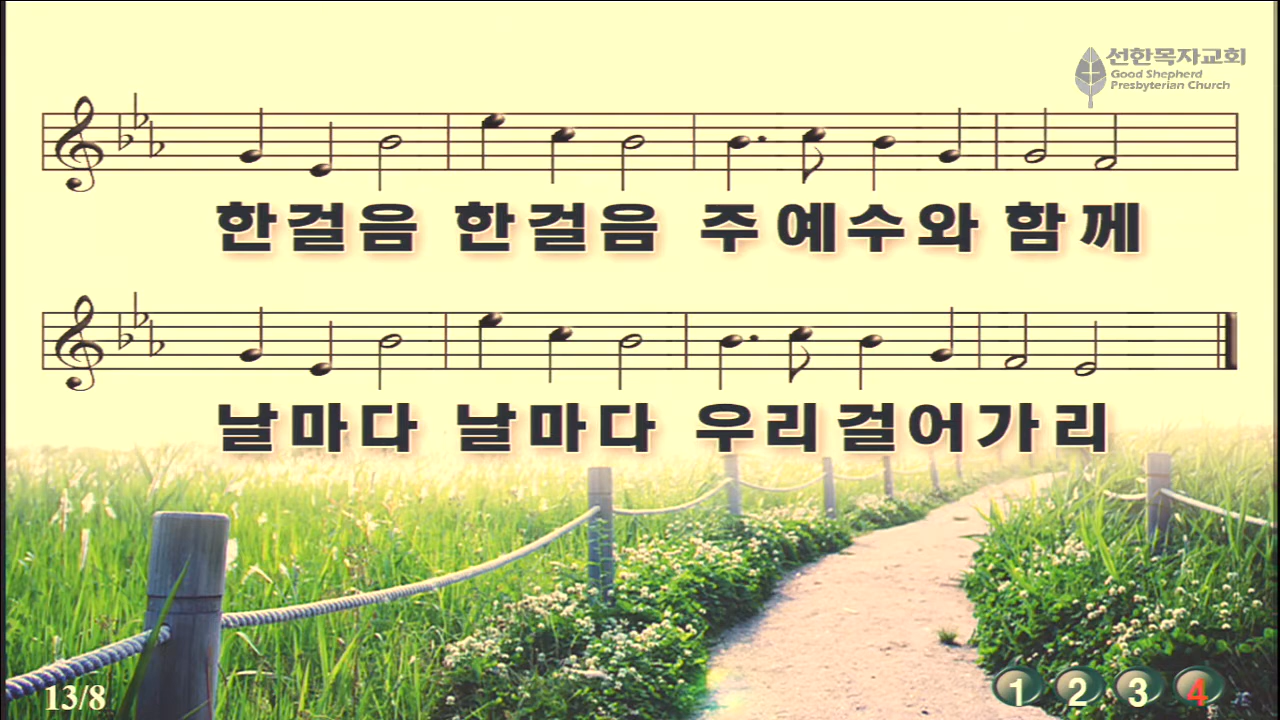 선한목자교회
Good Shepherd
Presbyterian Church
한걸음 한걸음 주예수와 함께
날마다 날마다 우리걸어가리
13/8
1 2 3 4